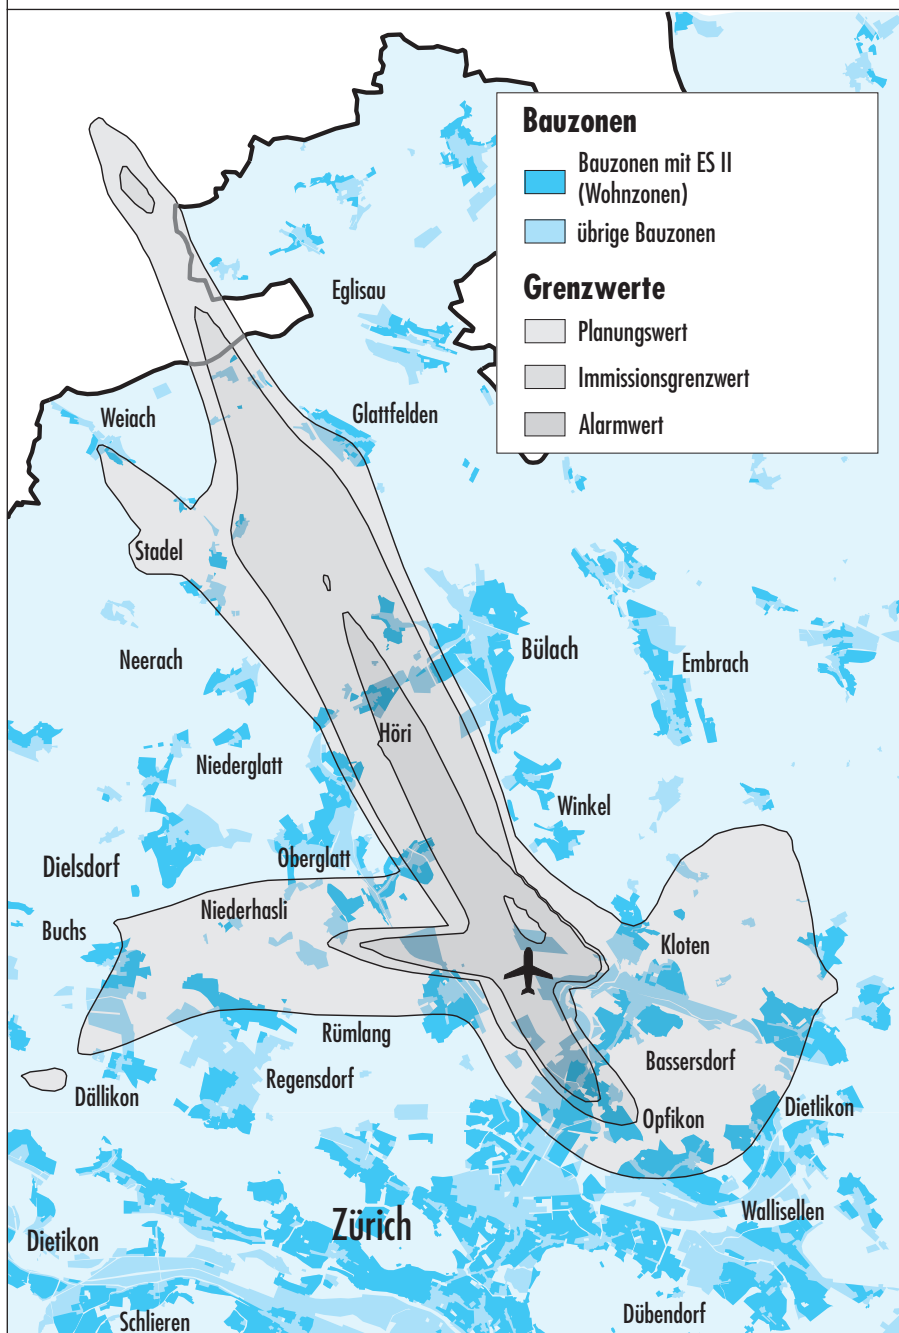 Bauzonen
Bauzonen mit ES II
(Wohnzonen)
übrige Bauzonen
Grenzwerte
Planungswert
Immissionsgrenzwert
Alarmwert
Eglisau
Weiach
Glattfelden
Stadel
Neerach
Bülach
Embrach
Höri
Niederglatt
Winkel
Dielsdorf
Oberglatt
Niederhasli
Buchs
Kloten
Rümlang
Bassersdorf
Regensdorf
Dällikon
Opfikon
Dietlikon
Zürich
Wallisellen
Dietikon
Schlieren
Dübendorf